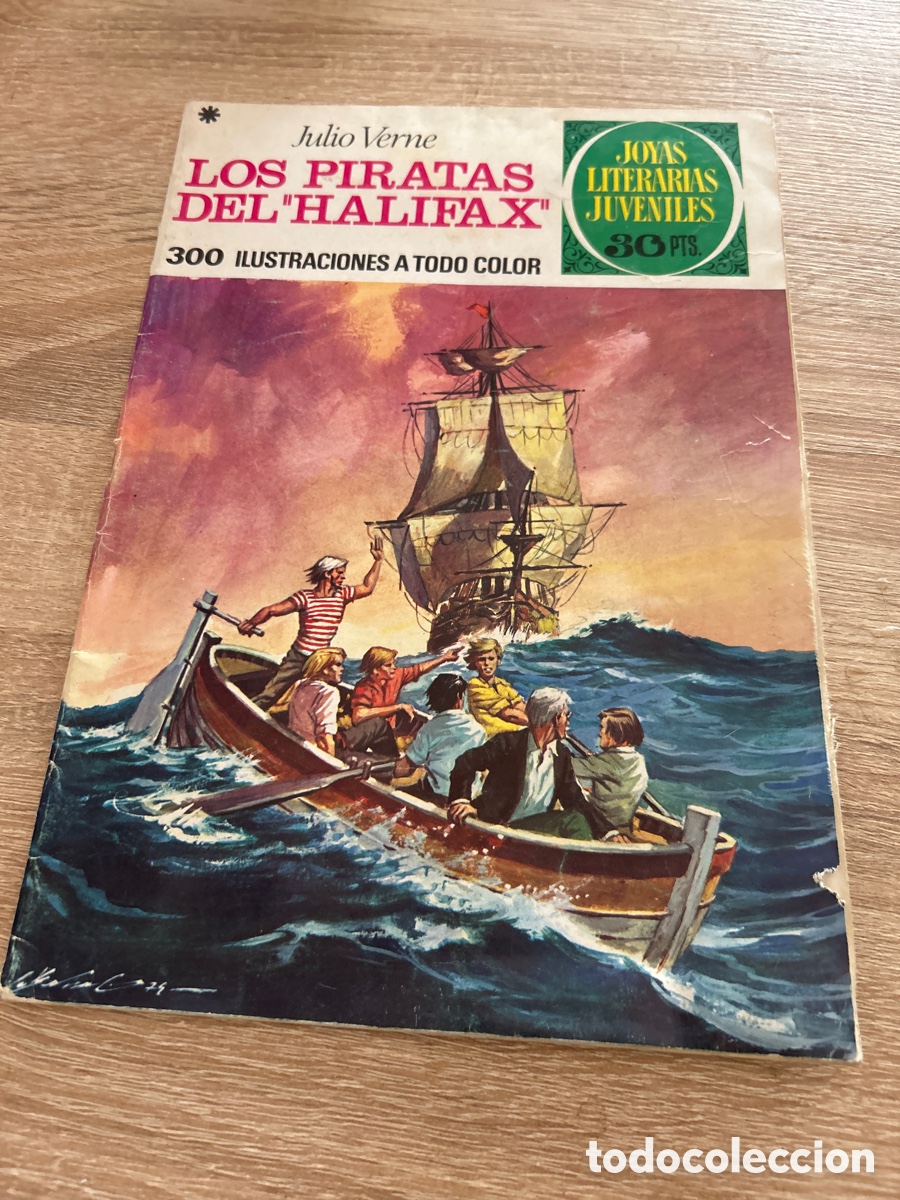 *
Julio Verne
LOS PIRATAS
DEL "HALIFAX"
300 ILUSTRACIONES A TODO COLOR
JOYAS
LITERARIAS
JUVENILES
30 PTS.
todocoleccion